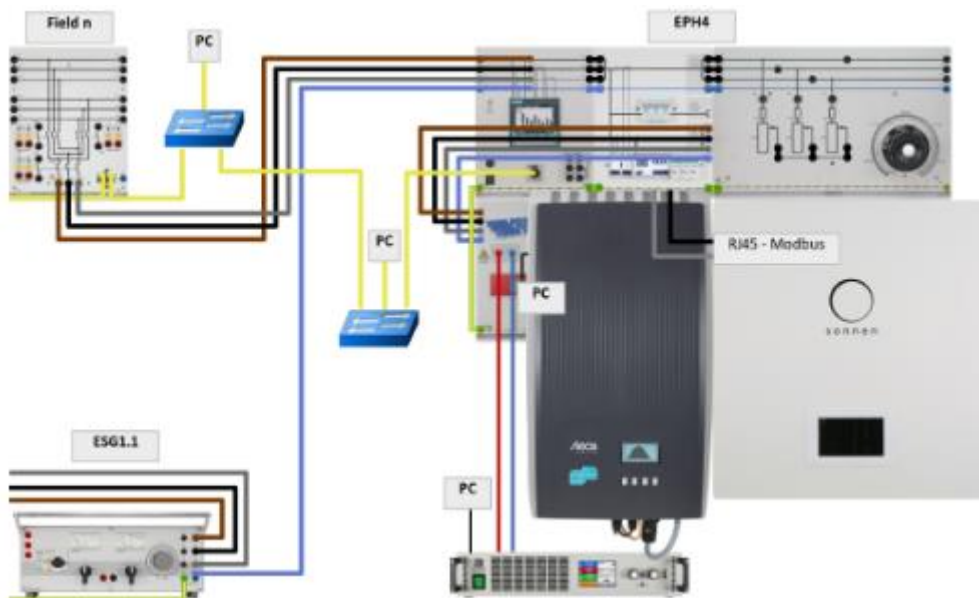 Field n
PC
EPH4
PC
RJ45 - Modbus
PC
sonnen
ESG1.1
PC